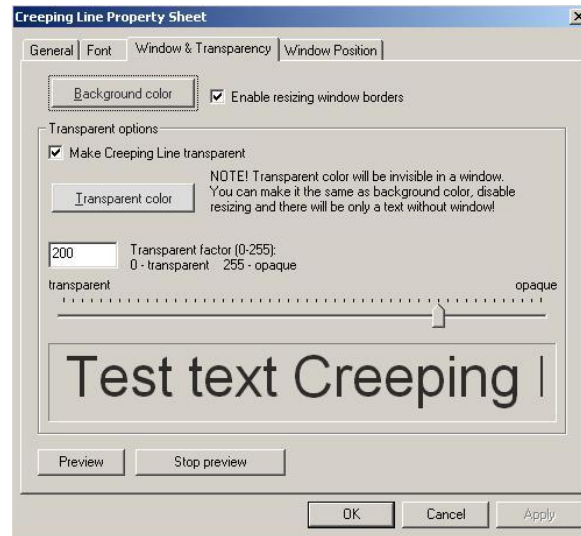 Creeping Line Property Sheet
General Font Window & Transparency Window Position
Background color Enable resizing window borders
Transparent options
Make Creeping Line transparent
Transparent color
NOTE! Transparent color will be invisible in a window.
You can make it the same as background color, disable
resizing and there will be only a text without window!
200
Transparent factor (0-255):
0 - transparent 255 - opaque
transparent opaque
Test text Creeping
Preview Stop preview
OK Cancel Apply